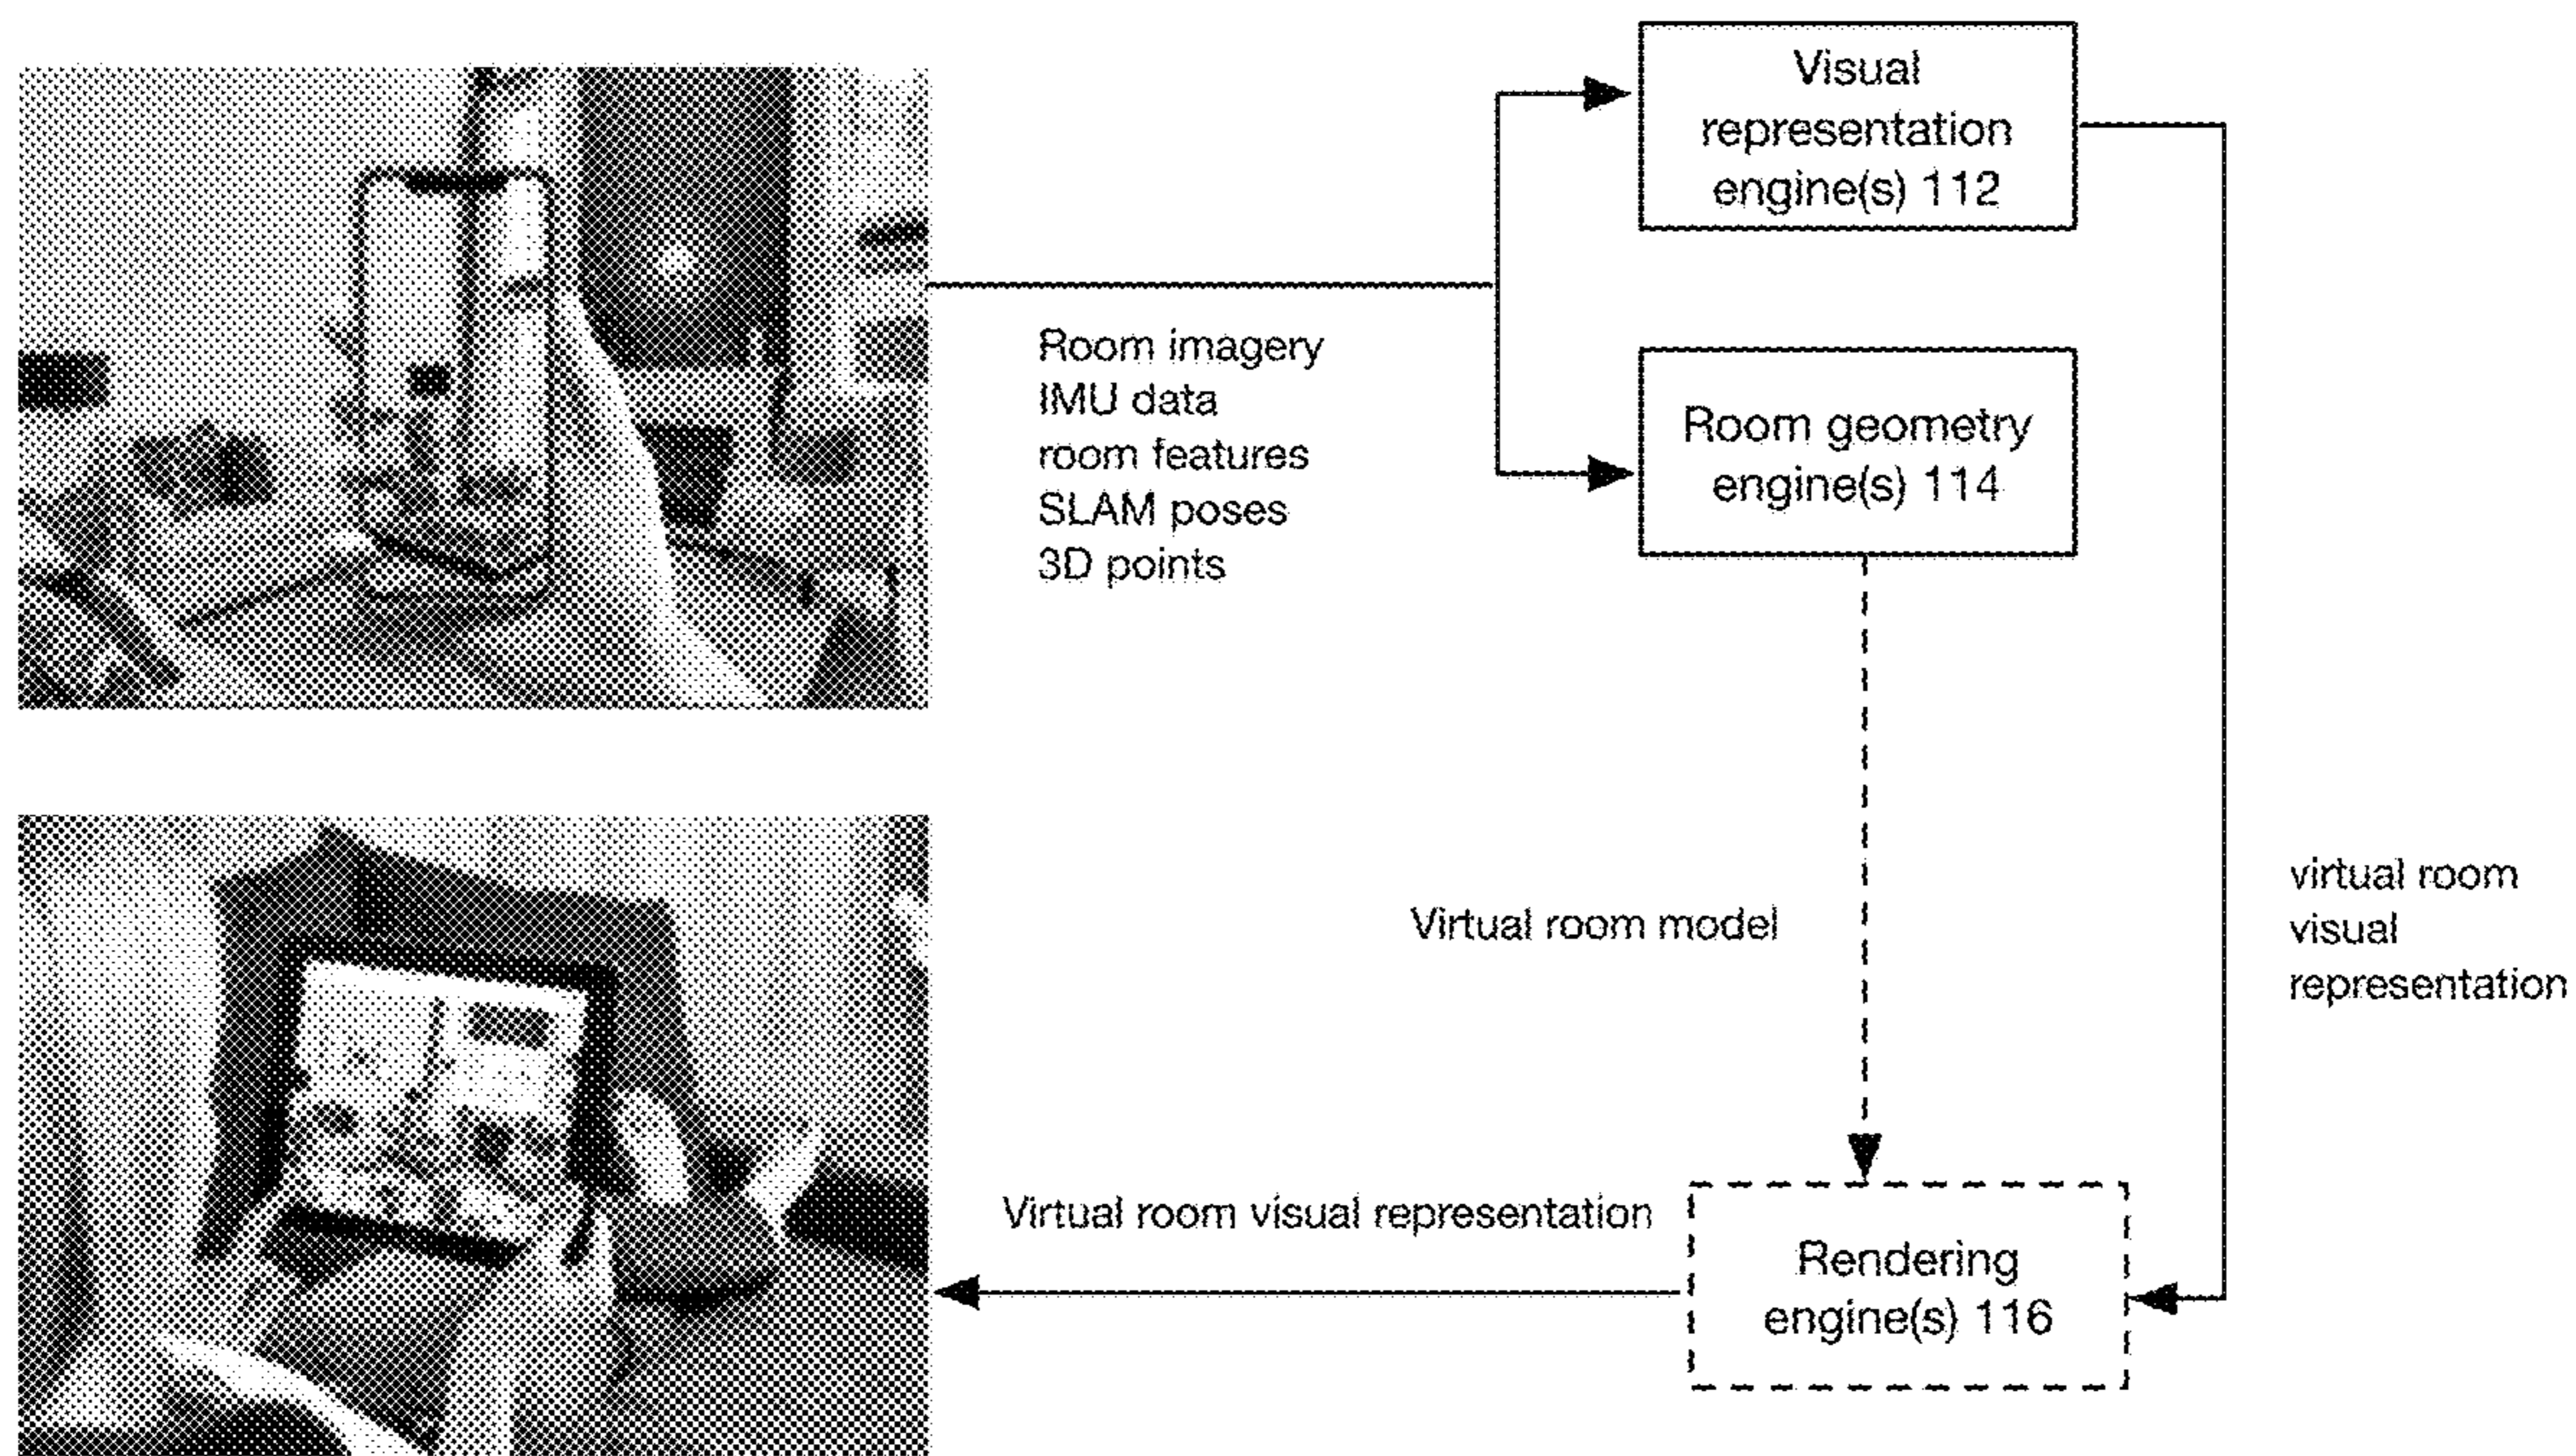 Visual
representation
engine(s) 112
Room imagery
IMU data
room features
SLAM poses
3D points
Room geometry
engine(s) 114
Virtual room model
virtual room
visual
representation
Virtual room visual representation
Rendering
engine(s) 116